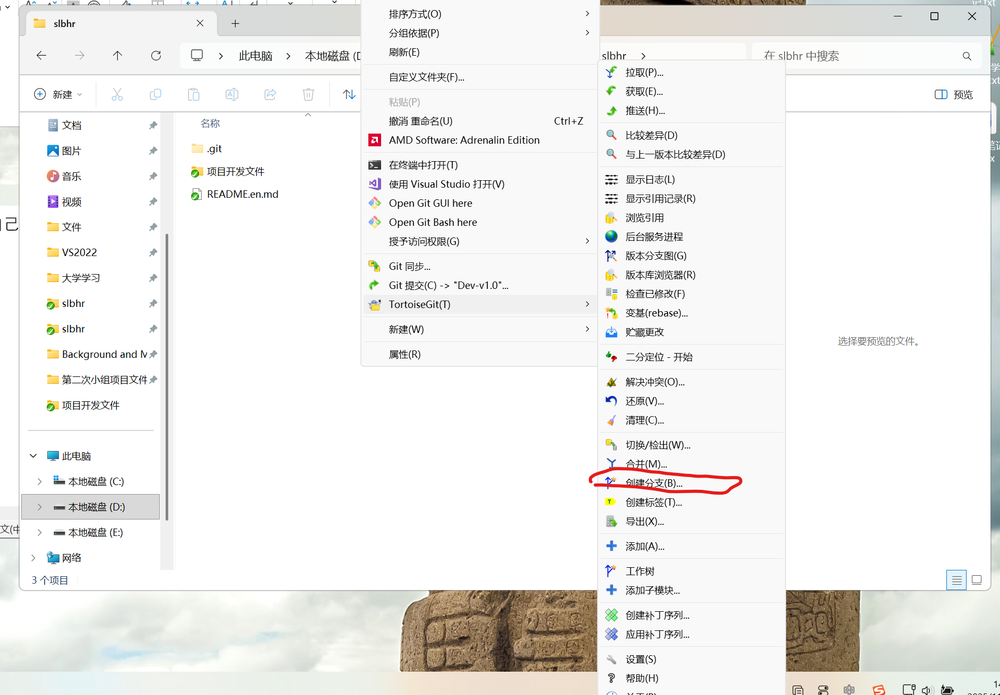 slbhr
此电脑
本地磁盘 (D
slbhr
在 slbhr 中搜索
新建
预览
文档
图片
音乐
视频
文件
VS2022
大学学习
slbhr
slbhr
Background and M
第二次小组项目文件
项目开发文件
此电脑
本地磁盘 (C:)
本地磁盘 (D:)
本地磁盘 (E:)
网络
3 个项目
名称
.git
项目开发文件
README.en.md
排序方式(O)
分组依据(P)
刷新(E)
自定义文件夹(F)...
粘贴(P)
撤消 重命名(U) Ctrl+Z
AMD Software: Adrenalin Edition
在终端中打开(T)
使用 Visual Studio 打开(V)
Open Git GUI here
Open Git Bash here
授予访问权限(G)
Git 同步...
Git 提交(C) -> "Dev-v1.0"...
TortoiseGit(T)
新建(W)
属性(R)
拉取(P)...
获取(E)...
推送(H)...
比较差异(D)
与上一版本比较差异(D)
显示日志(L)
显示引用记录(R)
浏览引用
后台服务进程
版本分支图(G)
版本库浏览器(R)
检查已修改(F)
变基(rebase)...
贮藏更改
二分定位 - 开始
解决冲突(O)...
还原(V)...
清理(C)...
切换/检出(W)...
合并(M)...
创建分支(B)...
创建标签(T)...
导出(X)...
添加(A)...
工作树
添加子模块...
创建补丁序列...
应用补丁序列...
设置(S)
帮助(H)
选择要预览的文件。
己
文(中
中